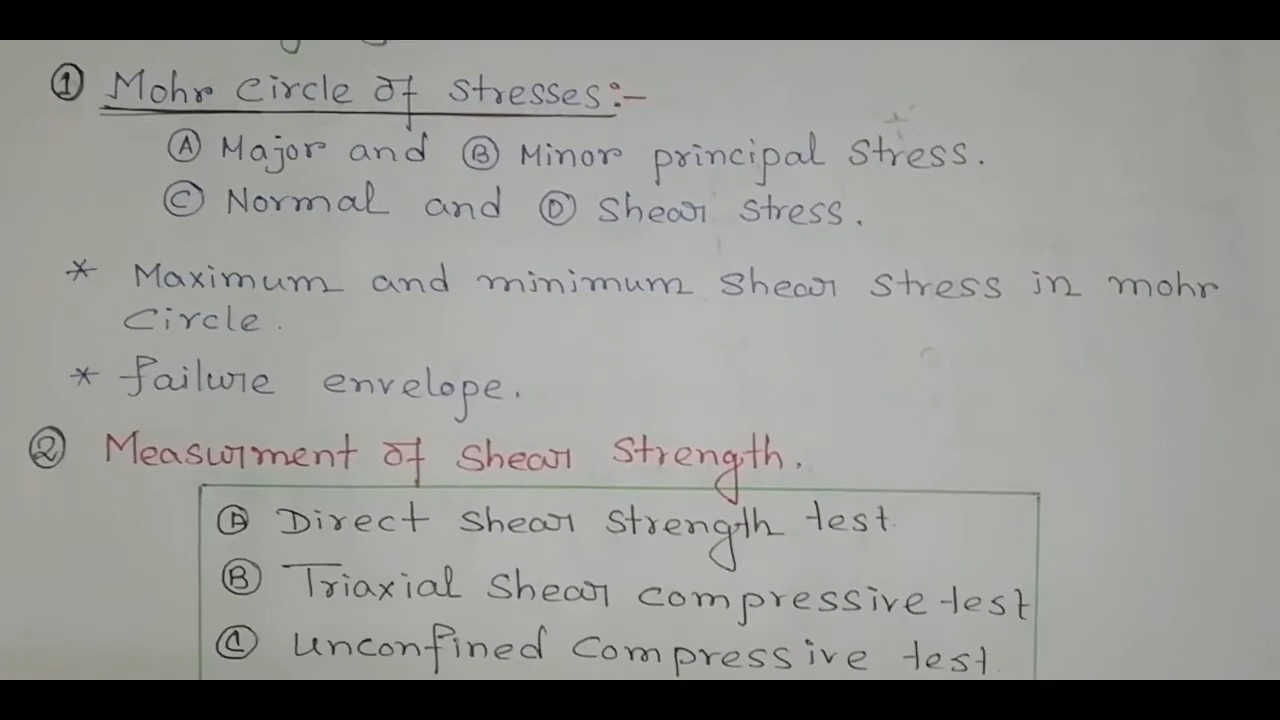 ① Mohr Circle of Stresses:-
Ⓐ Major and Ⓑ Minor principal stress.
Ⓒ Normal and Ⓓ Shear stress.
* Maximum and minimum shear stress in mohr
Circle.
* failure envelope.
② Measurment of Shear Strength.
Ⓐ Direct Shear Strength test.
Ⓑ Triaxial Shear compressive test
Ⓒ Unconfined Compressive test